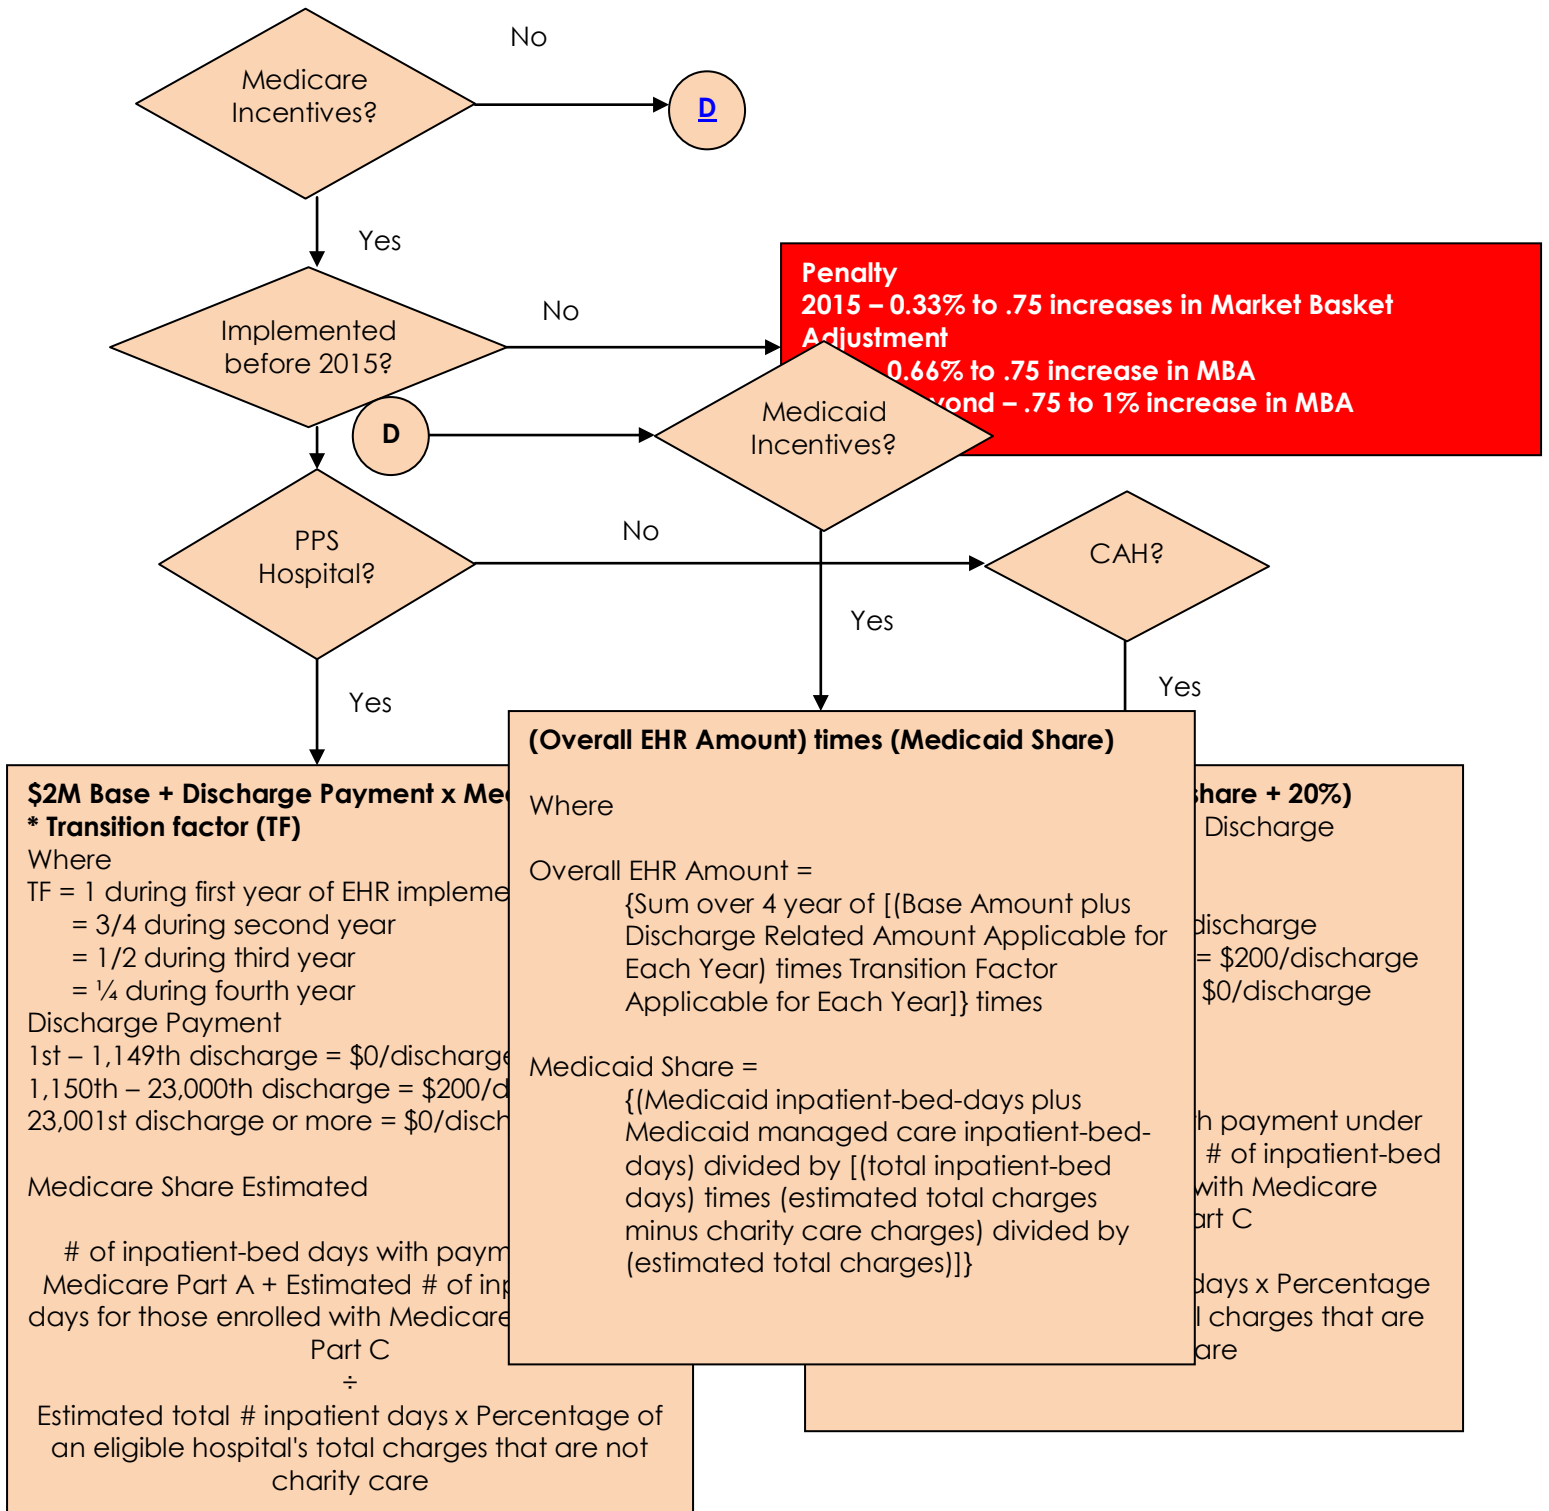 No
Medicare
Incentives?
D
Yes
Penalty
2015 – 0.33% to .75 increases in Market Basket
Adjustment
0.66% to .75 increase in MBA
– .75 to 1% increase in MBA
No
Implemented
before 2015?
D
Medicaid
Incentives?
PPS
Hospital?
No
CAH?
Yes
Yes
Yes
$2M Base + Discharge Payment x
* Transition factor (TF)
Where
TF = 1 during first year of EHR
= 3/4 during second year
= 1/2 during third year
= ¼ during fourth year
Discharge Payment
1st – 1,149th discharge = $0/discharge
1,150th – 23,000th discharge = $200/
23,001st discharge or more = $0/
Medicare Share Estimated
# of inpatient-bed days with
Medicare Part A + Estimated # of
days for those enrolled with Medicare
Part C
÷
Estimated total # inpatient days x Percentage of
an eligible hospital's total charges that are not
charity care
(Overall EHR Amount) times (Medicaid Share)
Where
Overall EHR Amount =
{Sum over 4 year of [(Base Amount plus
Discharge Related Amount Applicable for
Each Year) times Transition Factor
Applicable for Each Year]} times
Medicaid Share =
{(Medicaid inpatient-bed-days plus
Medicaid managed care inpatient-bed-
days) divided by [(total inpatient-bed
days) times (estimated total charges
minus charity care charges) divided by
(estimated total charges)]}
share + 20%)
Discharge
discharge
= $200/discharge
$0/discharge
payment under
# of inpatient-bed
with Medicare
Part C
days x Percentage
charges that are